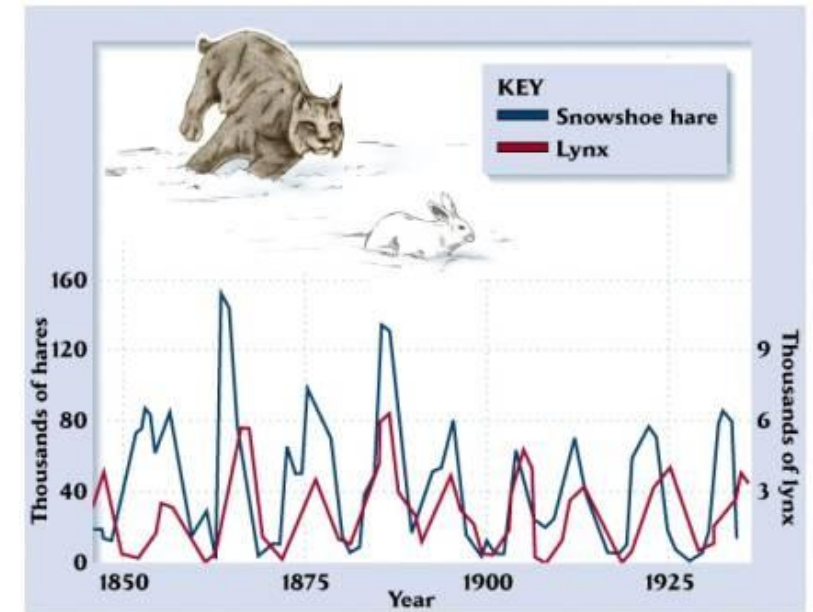 KEY
Snowshoe hare
Lynx
160
120
80
40
0
Thousands of hares
9
6
3
Thousands of lynx
1850 1875 1900 1925
Year